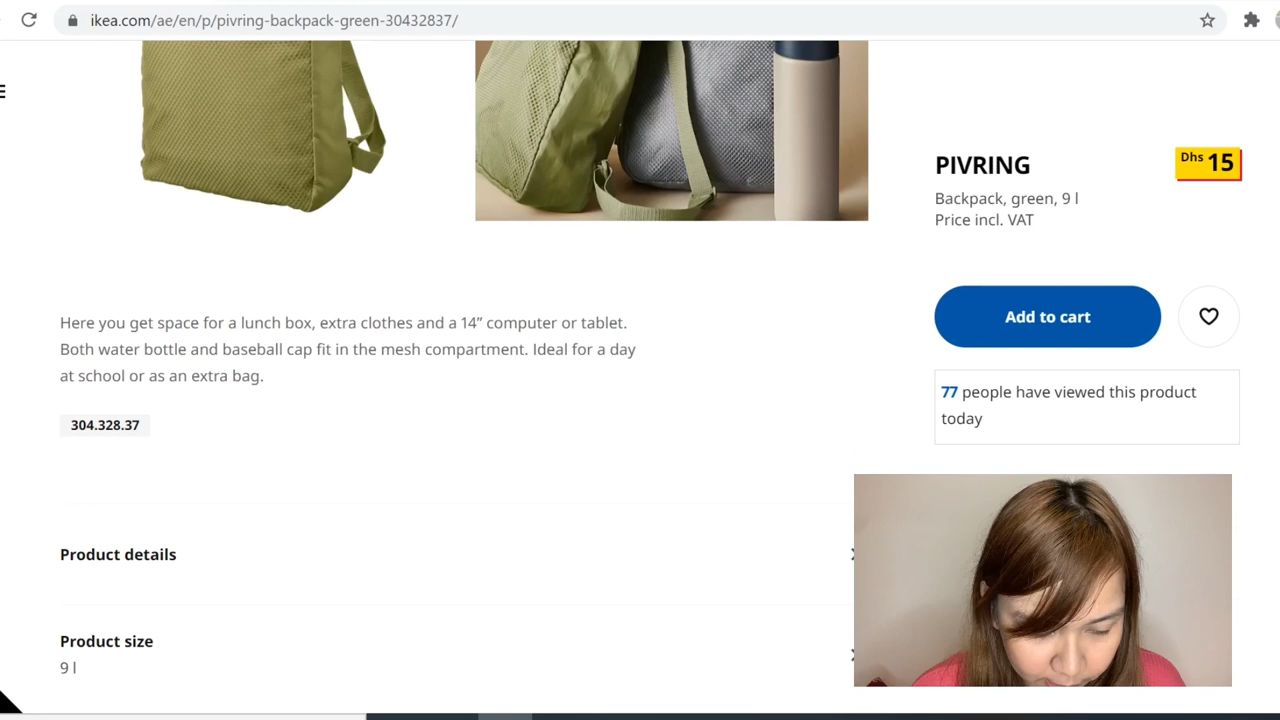 ikea.com/ae/en/p/pivring-backpack-green-30432837/
PIVRING
Dhs 15
Backpack, green, 9 l
Price incl. VAT
Add to cart
Here you get space for a lunch box, extra clothes and a 14” computer or tablet.
Both water bottle and baseball cap fit in the mesh compartment. Ideal for a day
at school or as an extra bag.
77 people have viewed this product
today
304.328.37
Product details
Product size
9 l